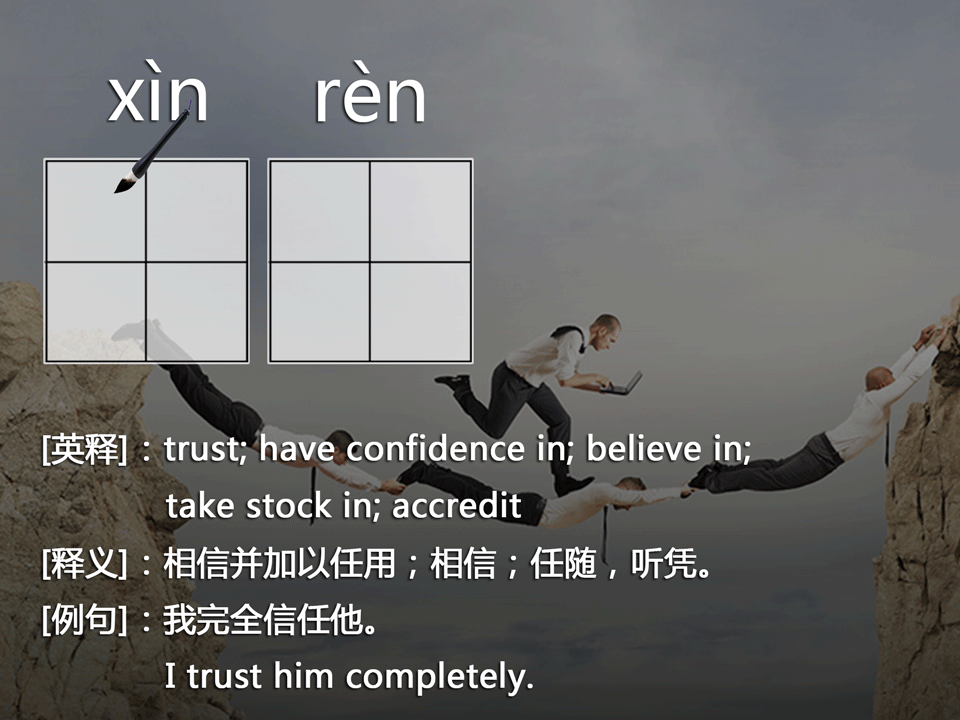 xìn rèn
[英释]：trust; have confidence in; believe in;
take stock in; accredit
[释义]：相信并加以任用；相信；任随，听凭。
[例句]：我完全信任他。
I trust him completely.